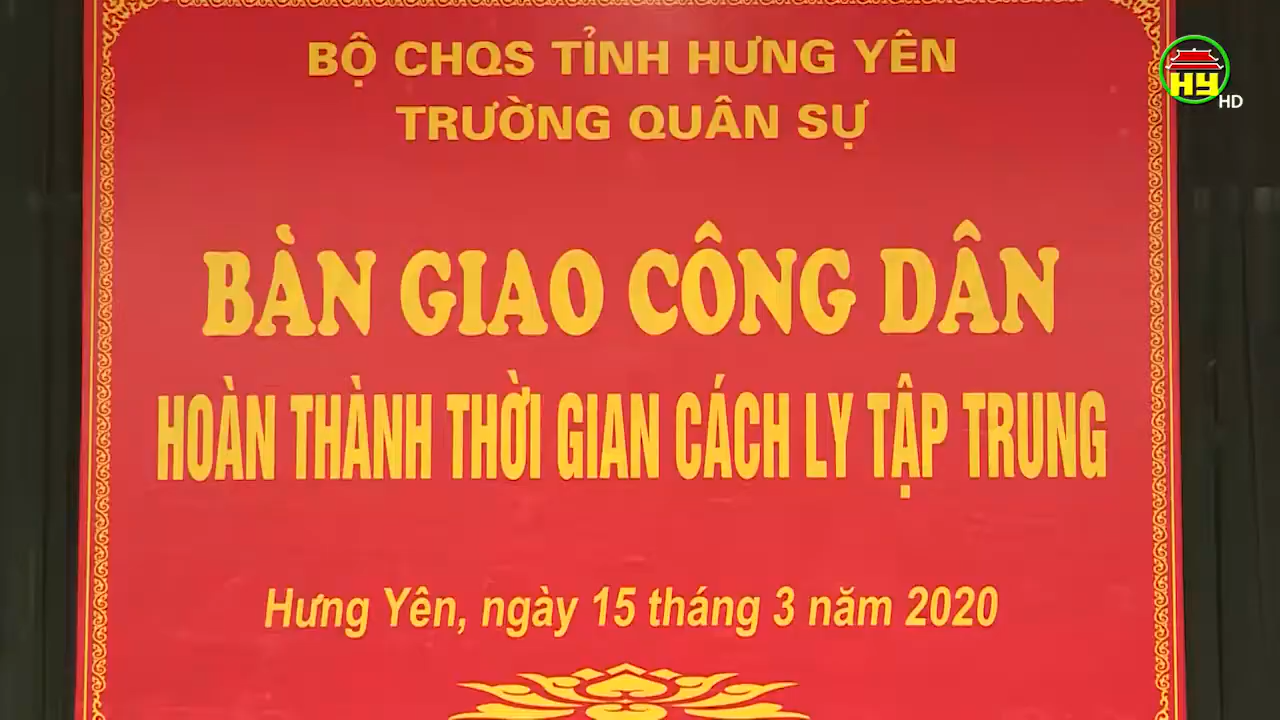 BỘ CHQS TỈNH HƯNG YÊN
TRƯỜNG QUÂN SỰ
BÀN GIAO CÔNG DÂN
HOÀN THÀNH THỜI GIAN CÁCH LY TẬP TRUNG
Hưng Yên, ngày 15 tháng 3 năm 2020
HY
HD